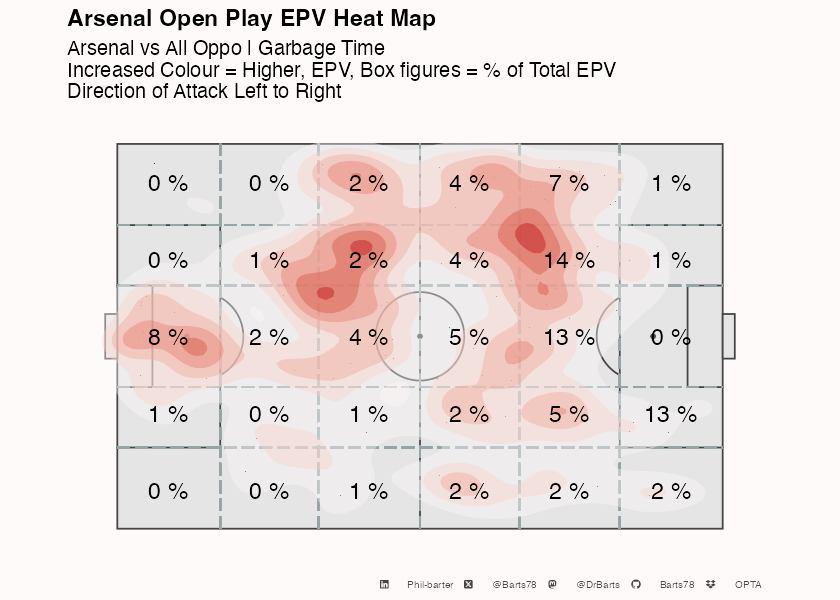 Arsenal Open Play EPV Heat Map
Arsenal vs All Oppo | Garbage Time
Increased Colour = Higher, EPV, Box figures = % of Total EPV
Direction of Attack Left to Right
0 % 0 % 2 % 4 % 7 % 1 %
0 % 1 % 2 % 4 % 14 % 1 %
8 % 2 % 4 % 5 % 13 % 0 %
1 % 0 % 1 % 2 % 5 % 13 %
0 % 0 % 1 % 2 % 2 % 2 %
Phil-barter @Barts78 @DrBarts Barts78 OPTA